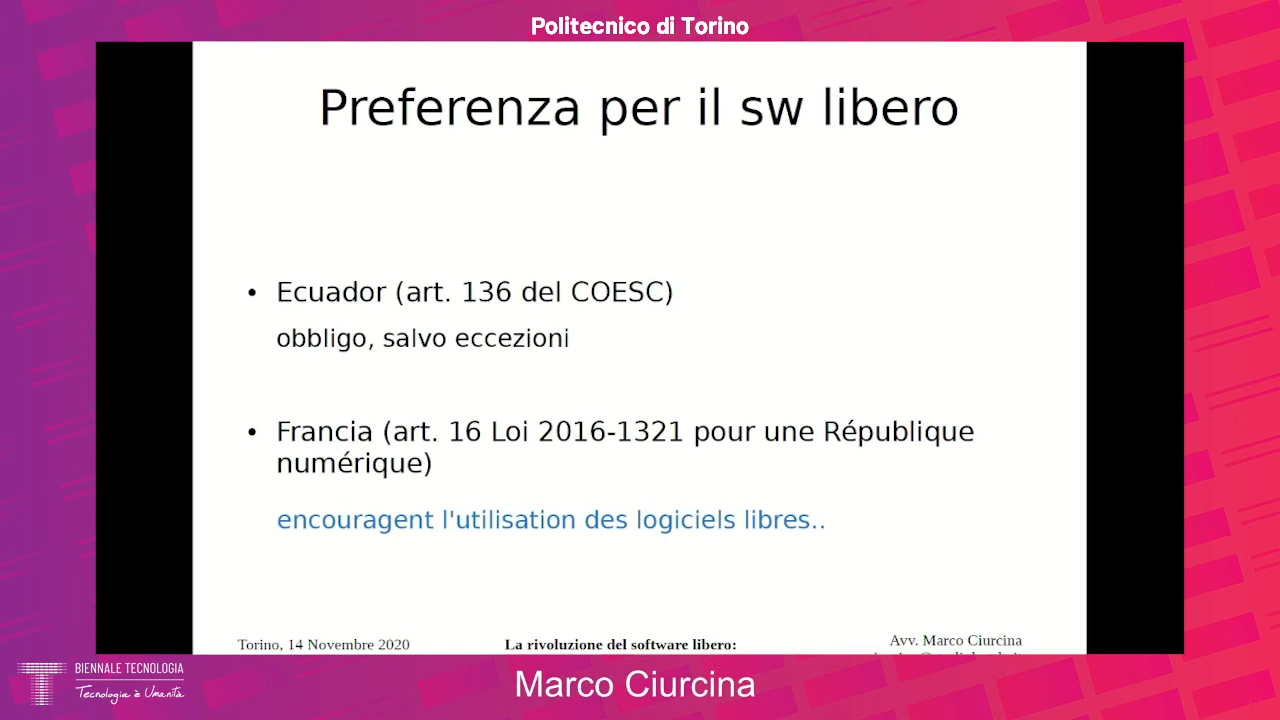 Politecnico di Torino
Preferenza per il sw libero
• Ecuador (art. 136 del COESC)
obbligo, salvo eccezioni
• Francia (art. 16 Loi 2016-1321 pour une République
numérique)
encouragent l'utilisation des logiciels libres..
Torino, 14 Novembre 2020
La rivoluzione del software libero:
Avv. Marco Ciurcina
BIENNALE TECNOLOGIA
Tecnologia è Umanità
Marco Ciurcina